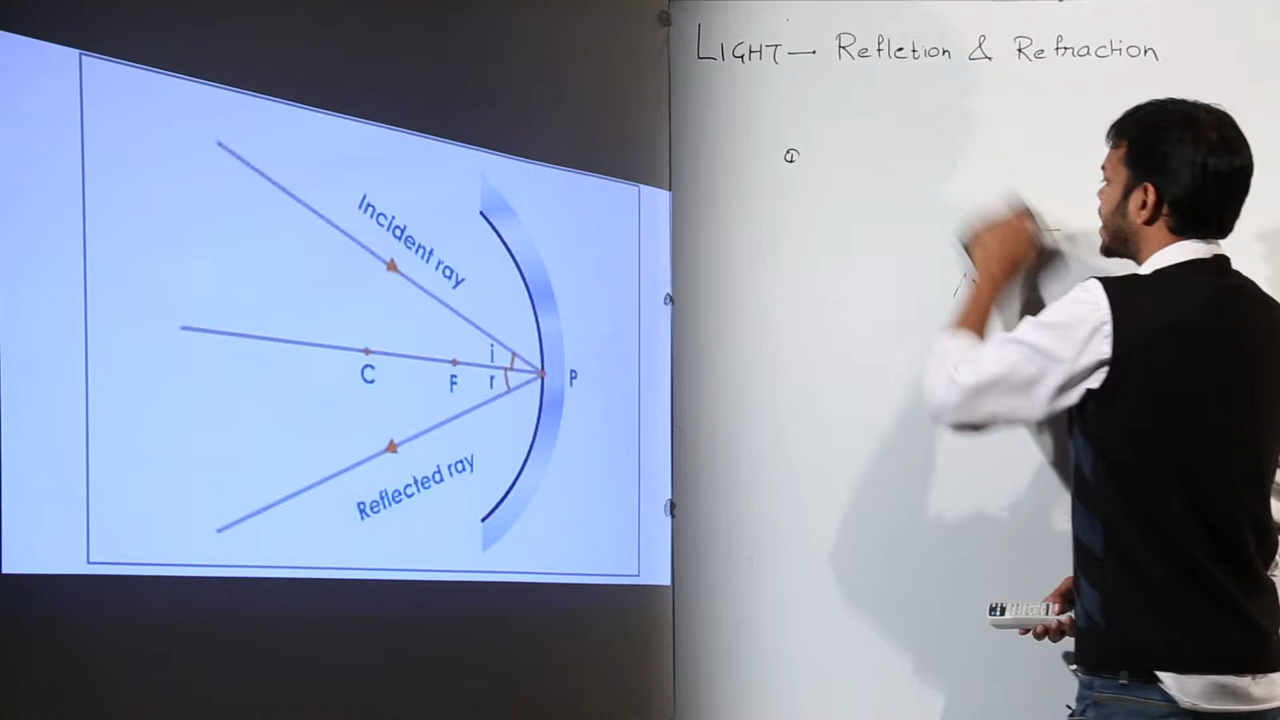 LIGHT — Refletion & Refraction
①
Incident ray
i
C F r P
Reflected ray